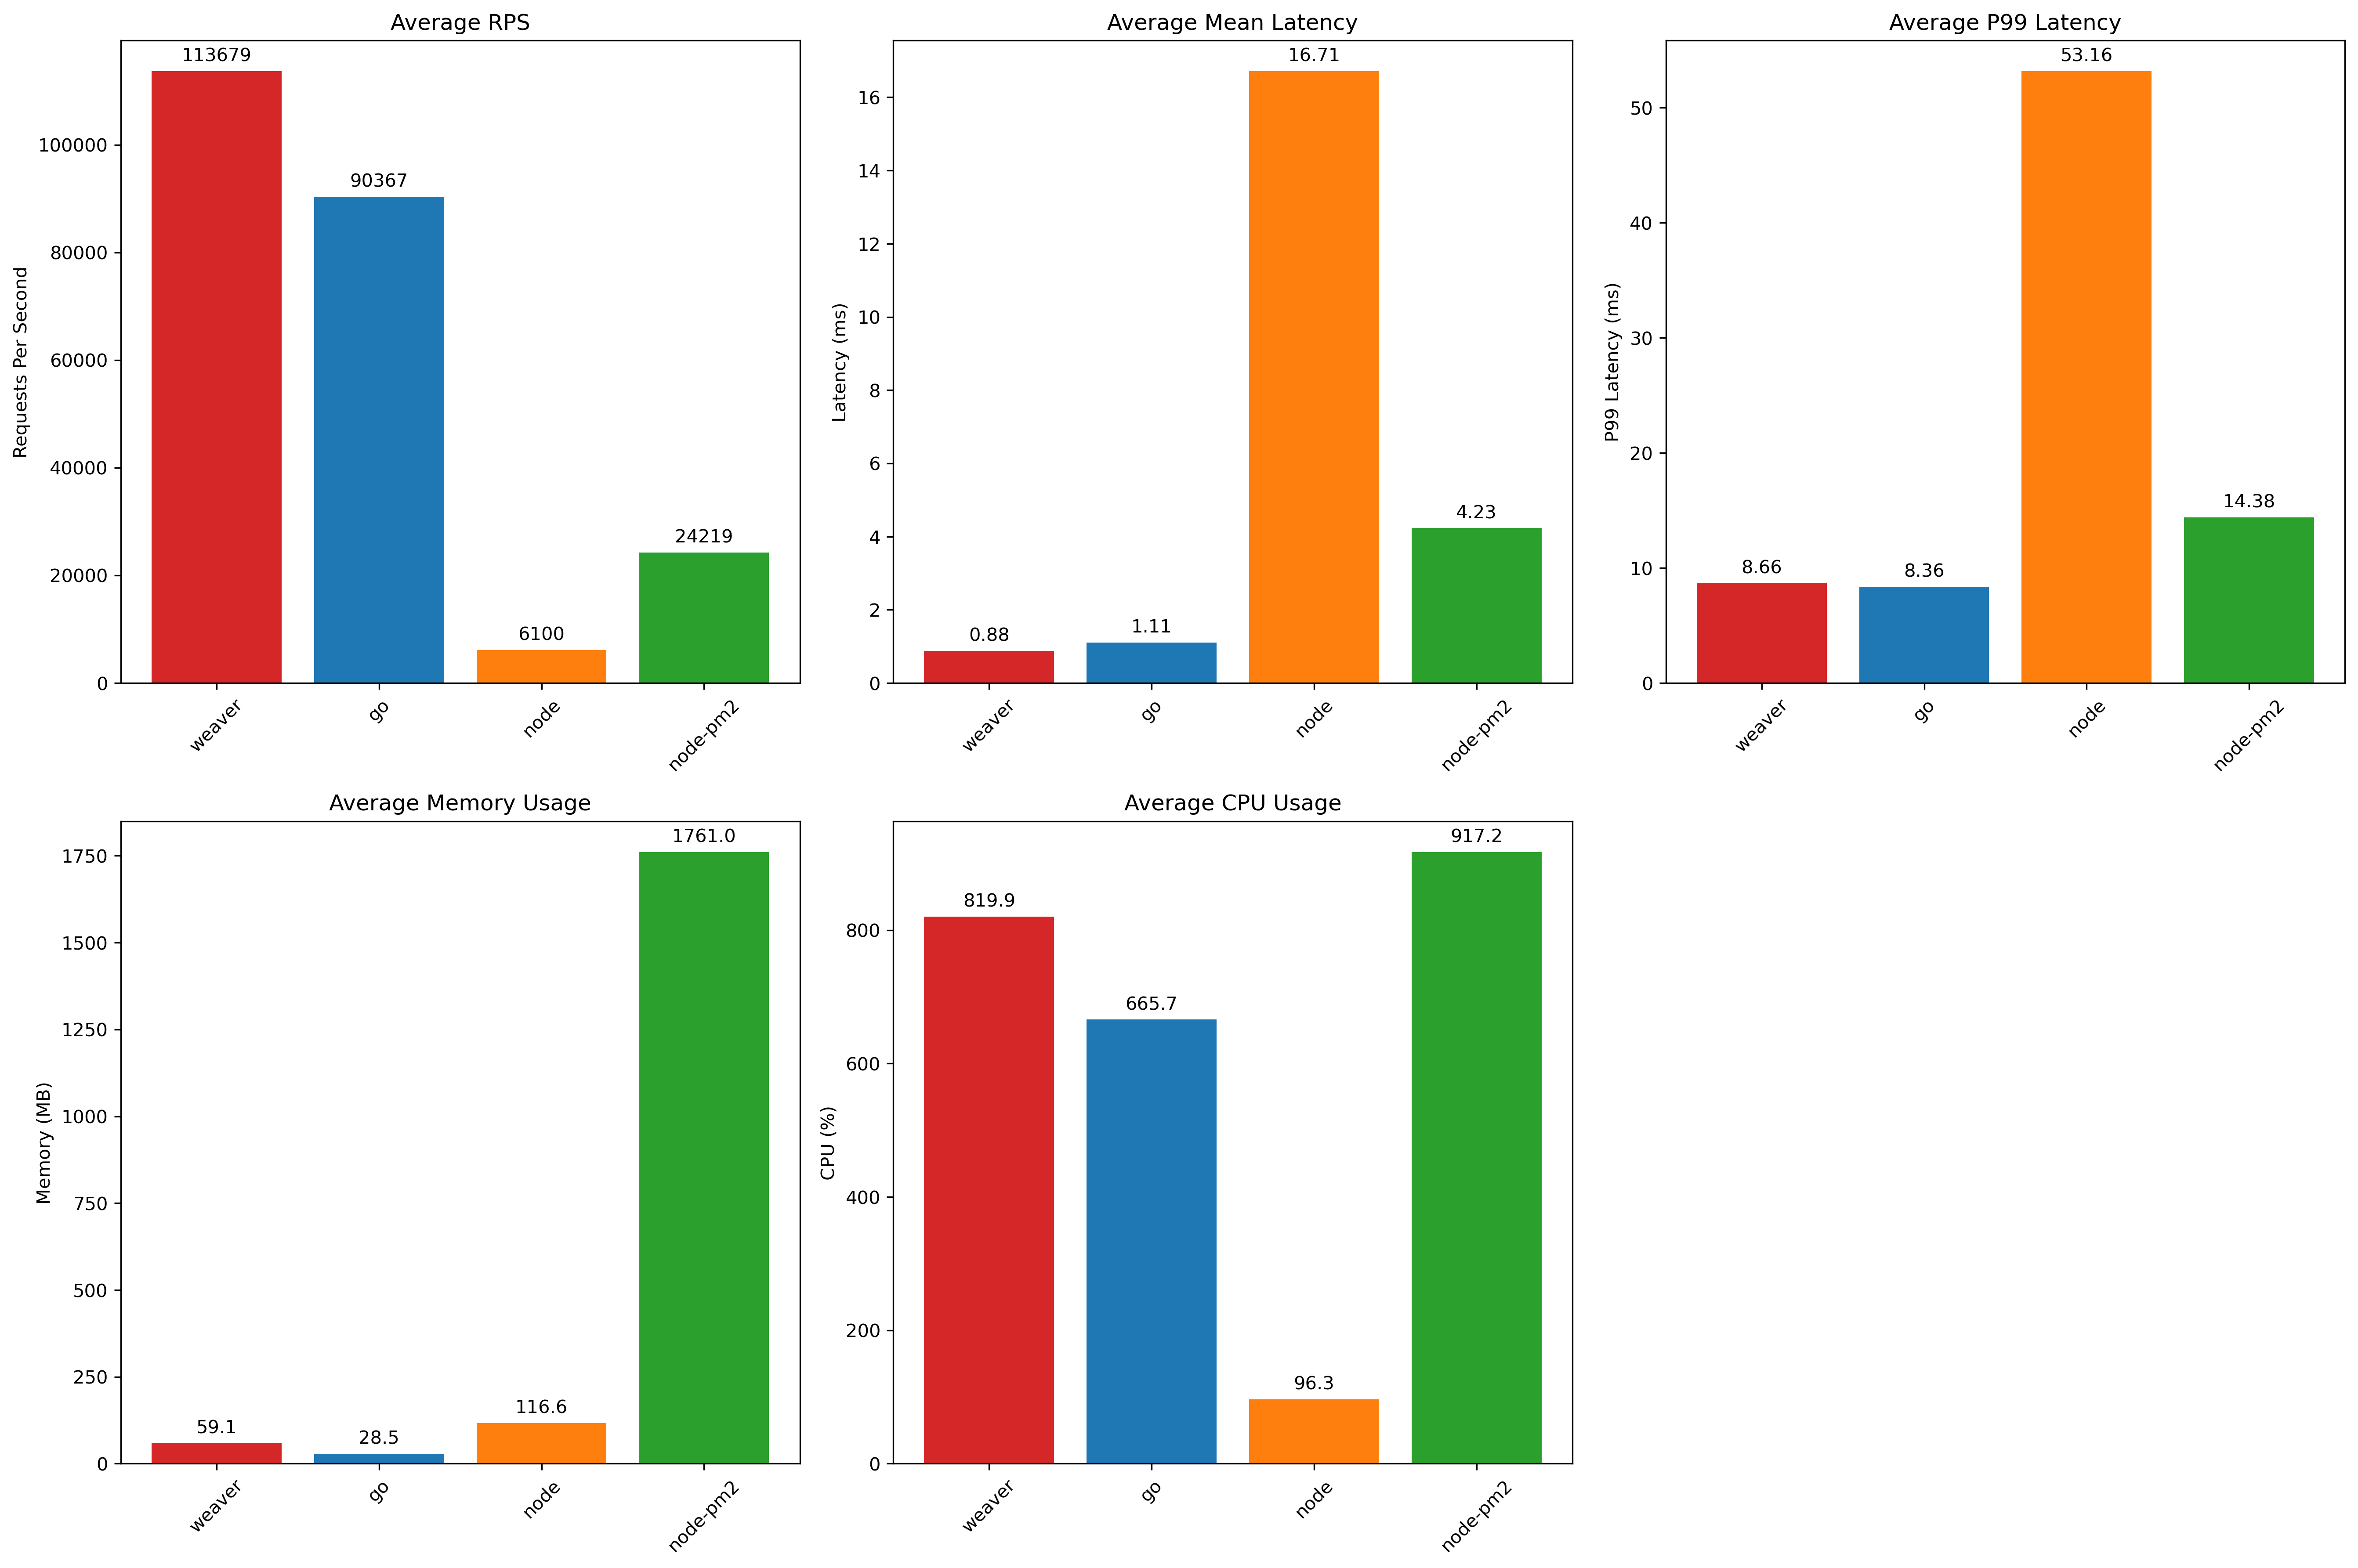 Average RPS
Requests Per Second
100000
80000
60000
40000
20000
0
113679
90367
6100
24219
weaver
go
node
node-pm2
Average Mean Latency
Latency (ms)
16
14
12
10
8
6
4
2
0
0.88
1.11
16.71
4.23
weaver
go
node
node-pm2
Average P99 Latency
P99 Latency (ms)
50
40
30
20
10
0
8.66
8.36
53.16
14.38
weaver
go
node
node-pm2
Average Memory Usage
Memory (MB)
1750
1500
1250
1000
750
500
250
0
59.1
28.5
116.6
1761.0
weaver
go
node
node-pm2
Average CPU Usage
CPU (%)
800
600
400
200
0
819.9
665.7
96.3
917.2
weaver
go
node
node-pm2